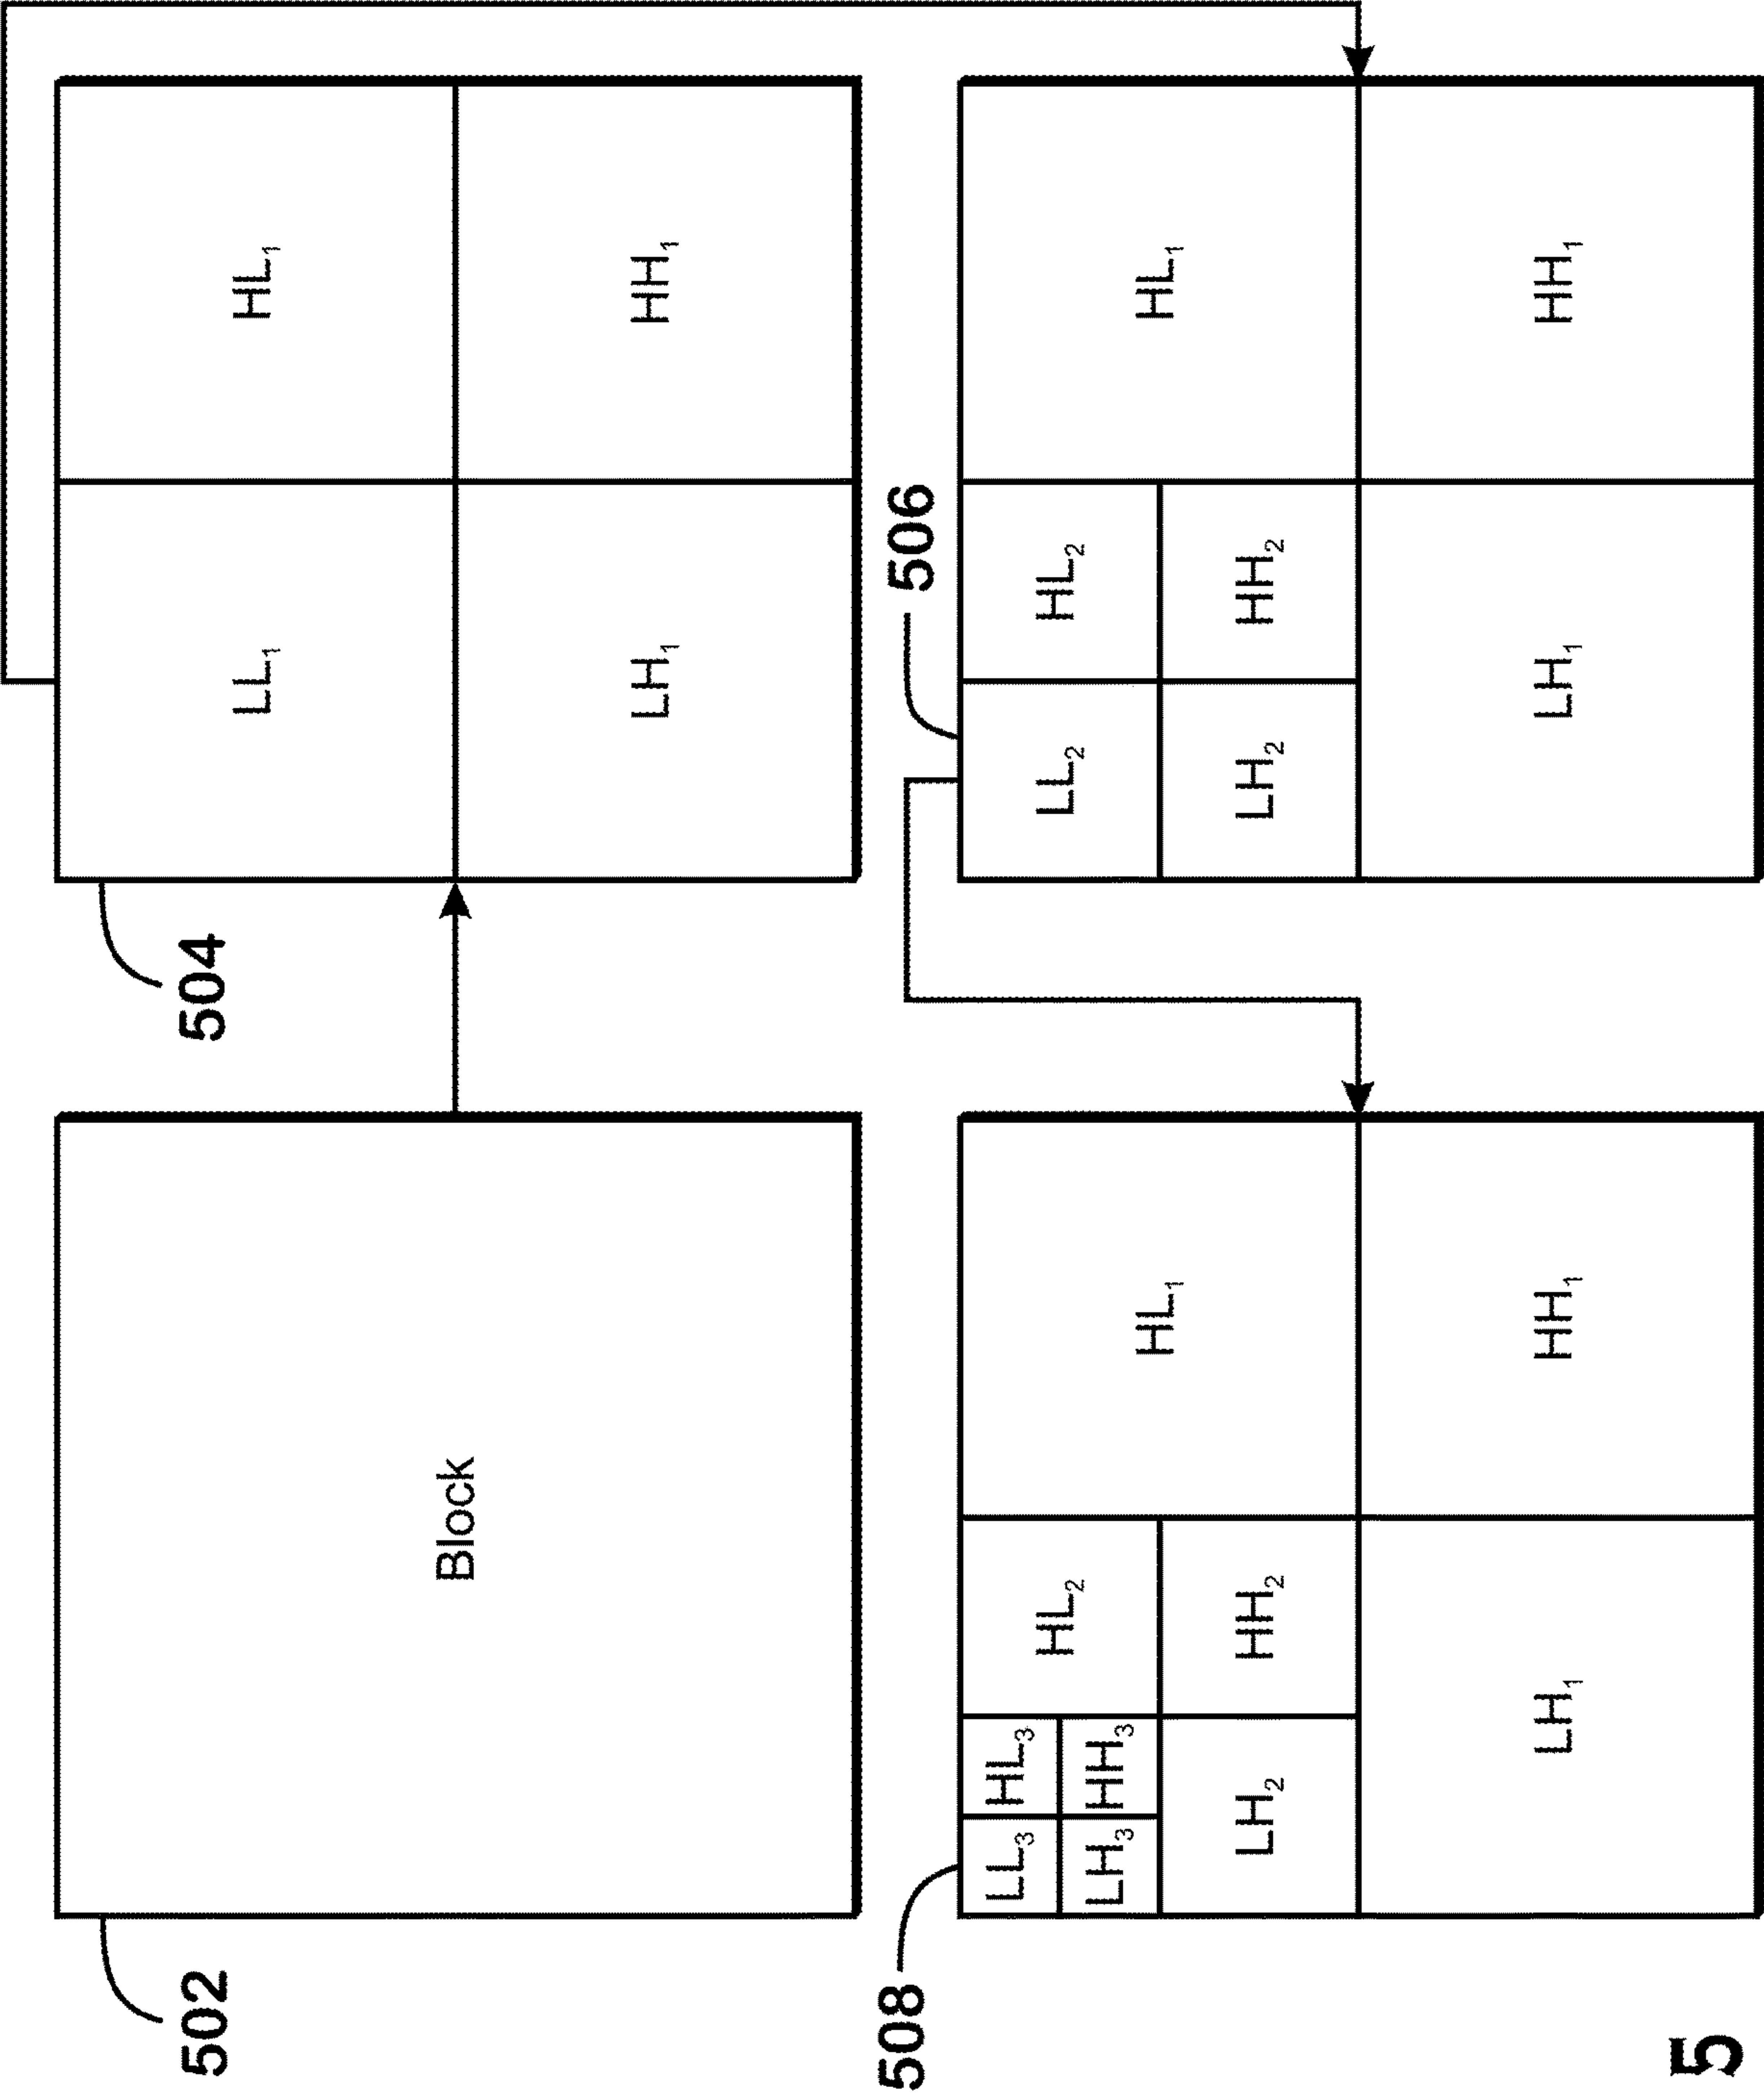 502
Block
504
LL₁ HL₁
LH₁ HH₁
506
LL₂ HL₂
HL₁
LH₂ HH₂
LH₁ HH₁
508
LL₃ HL₃
HL₂
LH₃ HH₃
HL₁
LH₂ HH₂
LH₁ HH₁
5